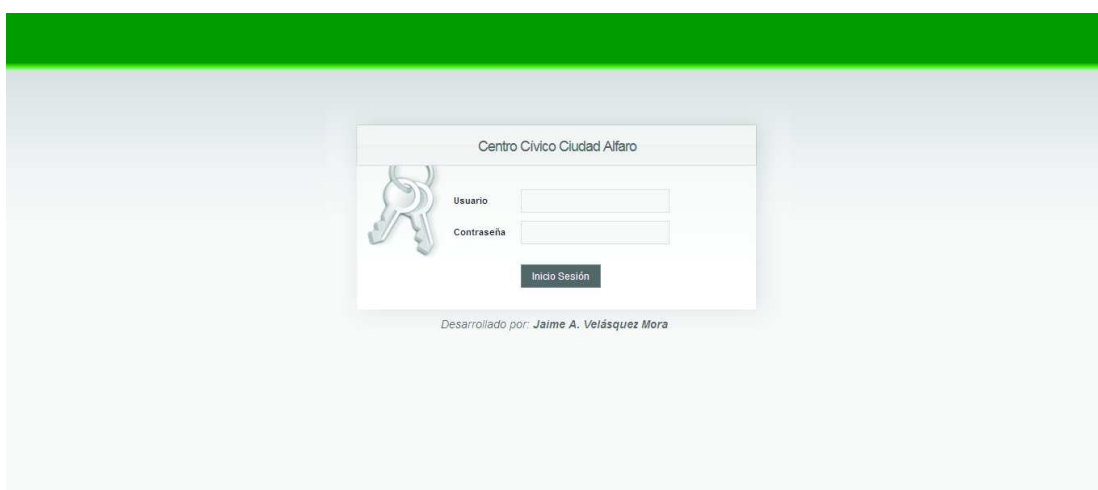 Centro Cívico Ciudad Alfaro
Usuario
Contraseña
Inicio Sesión
Desarrollado por: Jaime A. Velásquez Mora